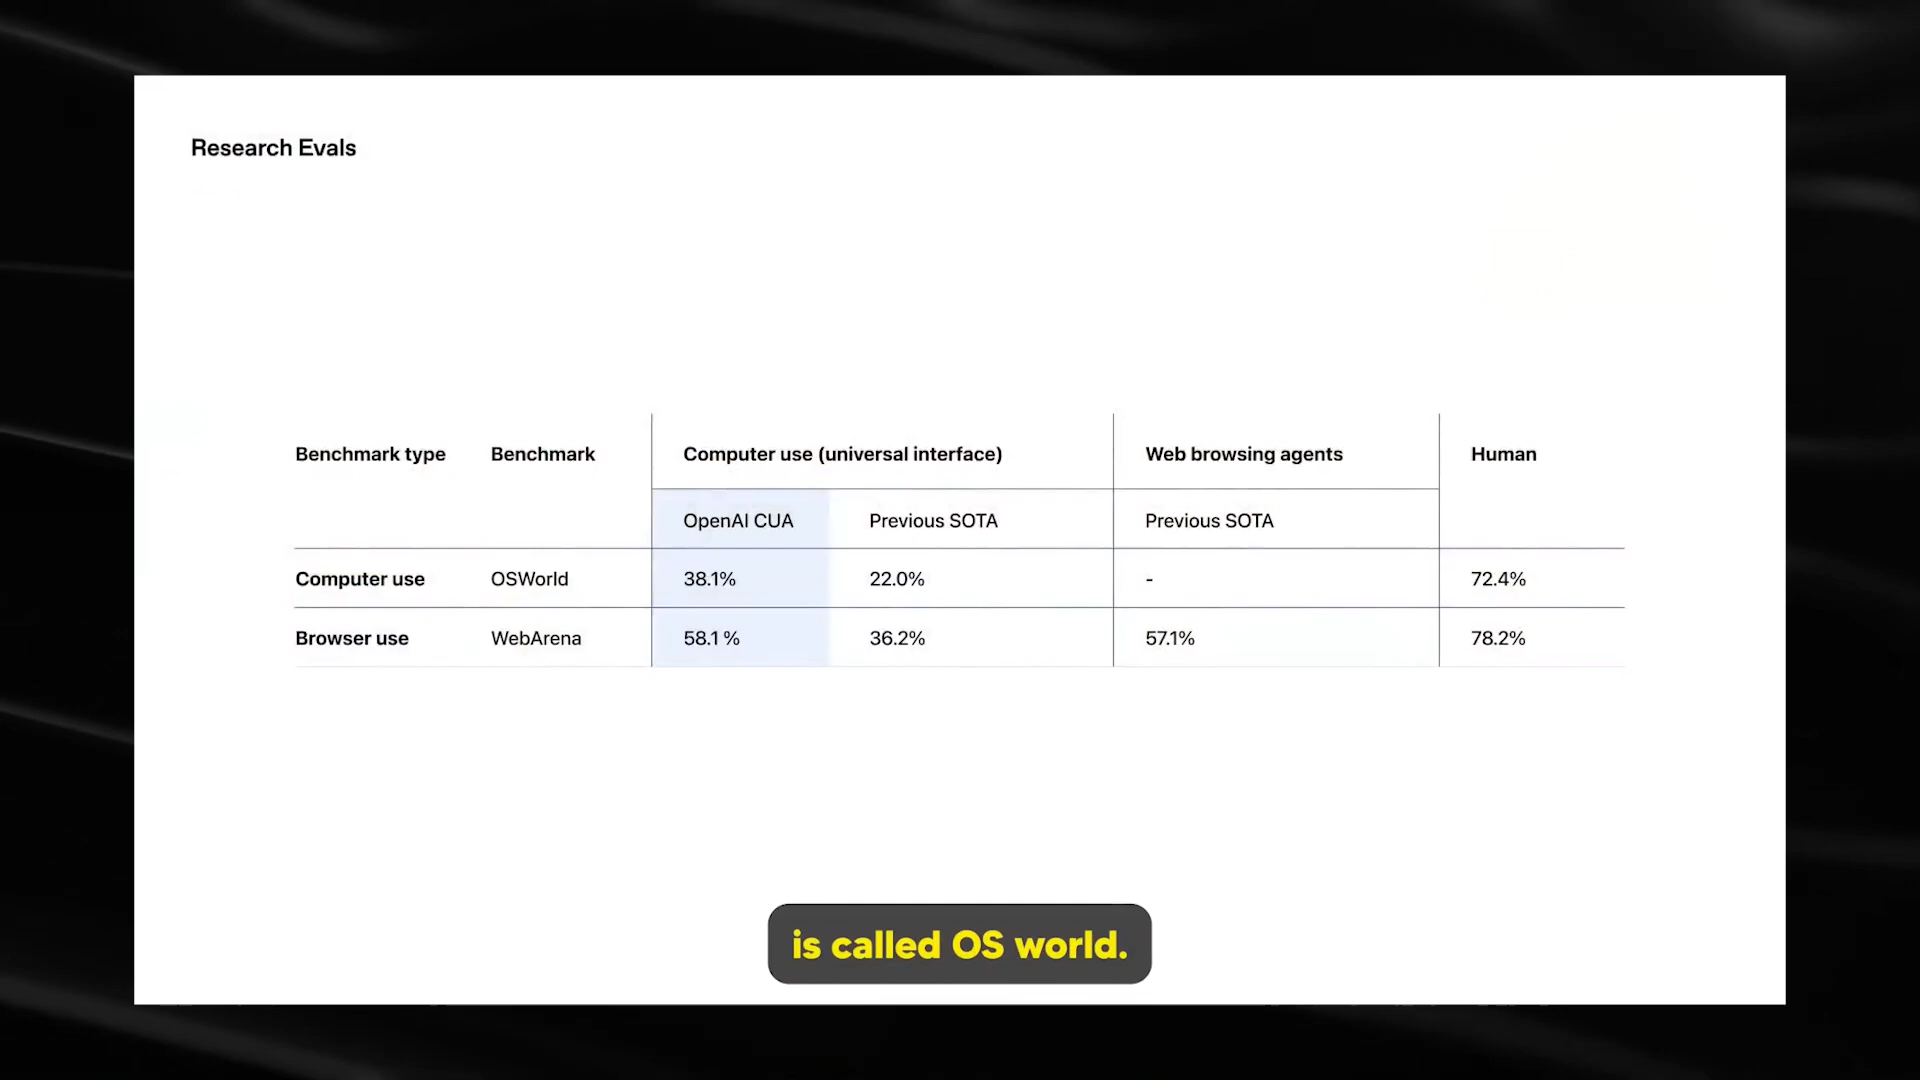 Research Evals
Benchmark type Benchmark Computer use (universal interface) Web browsing agents Human
OpenAI CUA Previous SOTA Previous SOTA
Computer use OSWorld 38.1% 22.0% - 72.4%
Browser use WebArena 58.1 % 36.2% 57.1% 78.2%
is called OS world.